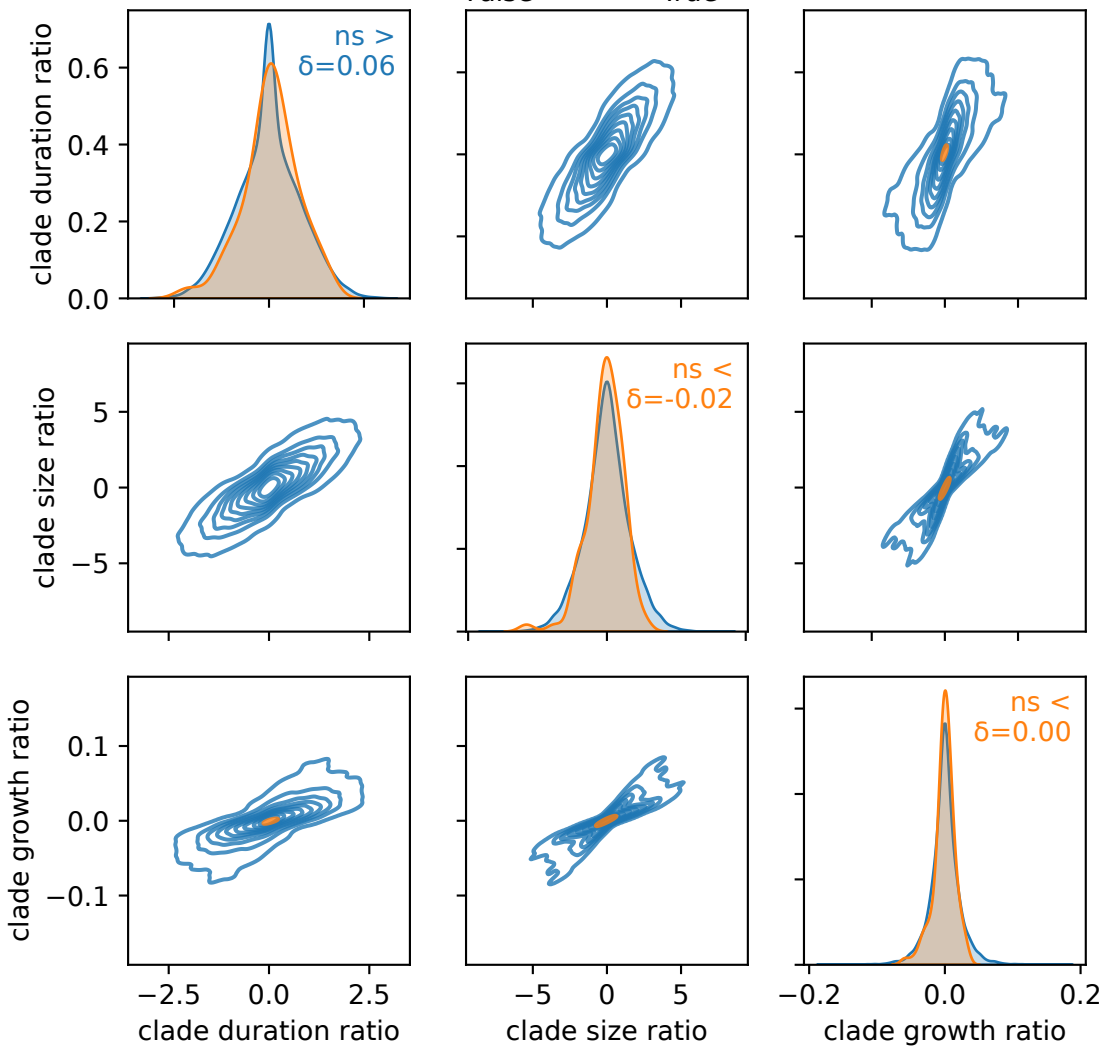 clade duration ratio
0.6
0.4
0.2
0.0
ns >
δ=0.06
clade size ratio
5
0
−5
ns <
δ=-0.02
clade growth ratio
0.1
0.0
−0.1
ns <
δ=0.00
−2.5 0.0 2.5
−5 0 5
−0.2 0.0 0.2
clade duration ratio
clade size ratio
clade growth ratio